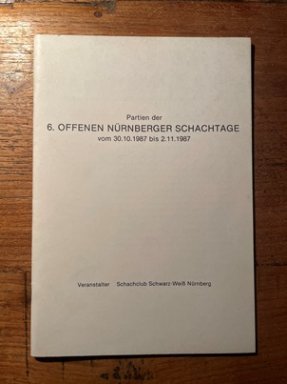 Partien der
6. OFFENEN NÜRNBERGER SCHACHTAGE
vom 30.10.1987 bis 2.11.1987
Veranstalter Schachclub Schwarz-Weiß Nürnberg